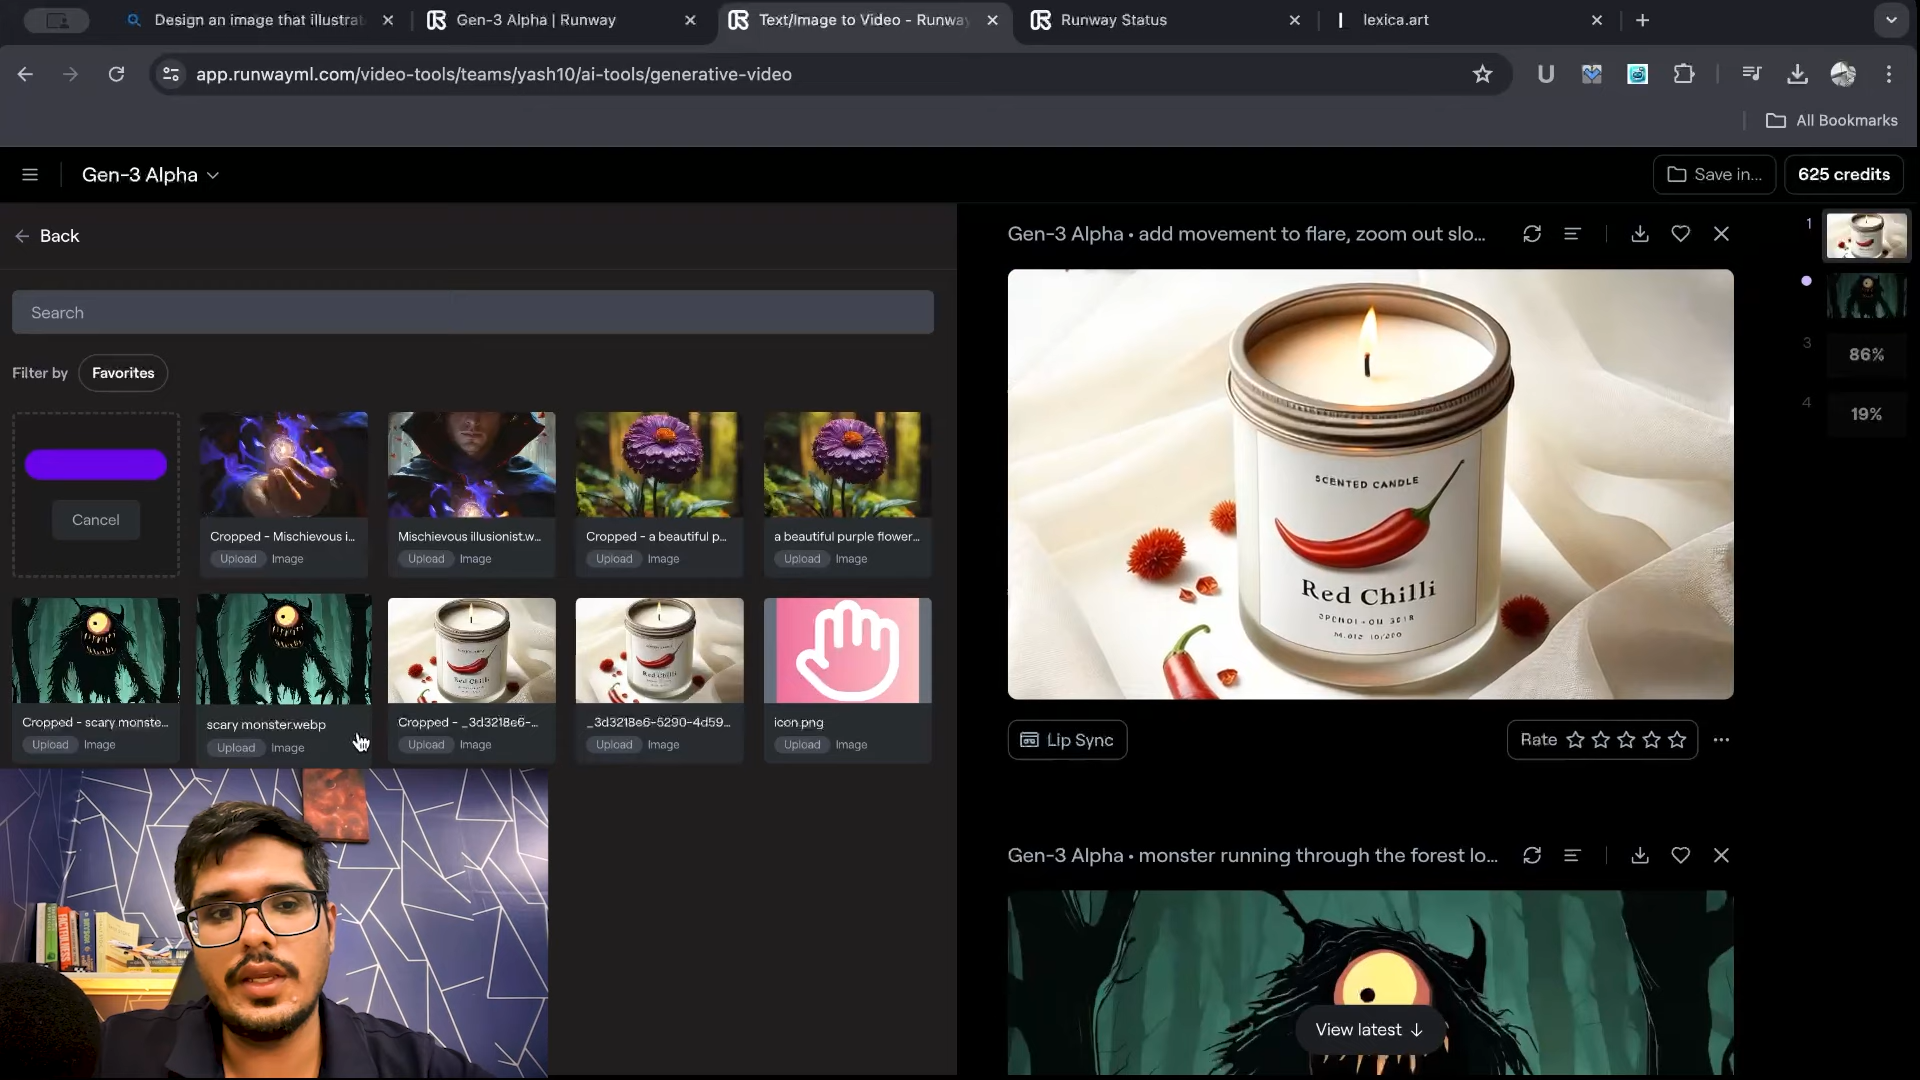 Design an image that illustrat
Gen-3 Alpha | Runway
Text/Image to Video - Runway
Runway Status
lexica.art
app.runwayml.com/video-tools/teams/yash10/ai-tools/generative-video
All Bookmarks
Gen-3 Alpha
Save in...
625 credits
Back
Search
Filter by
Favorites
Cancel
Cropped - Mischievous i...
Upload Image
Mischievous illusionist.w...
Upload Image
Cropped - a beautiful p...
Upload Image
a beautiful purple flower...
Upload Image
Cropped - scary monste...
Upload Image
scary monster.webp
Upload Image
Cropped - _3d3218e6-...
Upload Image
_3d3218e6-5290-4d59...
Upload Image
icon.png
Upload Image
Gen-3 Alpha • add movement to flare, zoom out slo...
SCENTED CANDLE
Red Chilli
Lip Sync
Rate
Gen-3 Alpha • monster running through the forest lo...
View latest
1
3
86%
4
19%